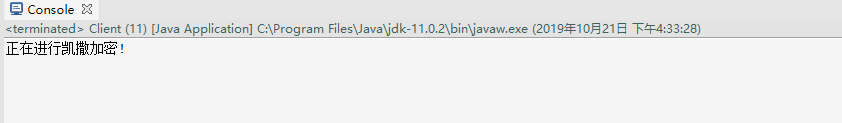 Console
<terminated> Client (11) [Java Application] C:\Program Files\Java\jdk-11.0.2\bin\javaw.exe (2019年10月21日 下午4:33:28)
正在进行凯撒加密!